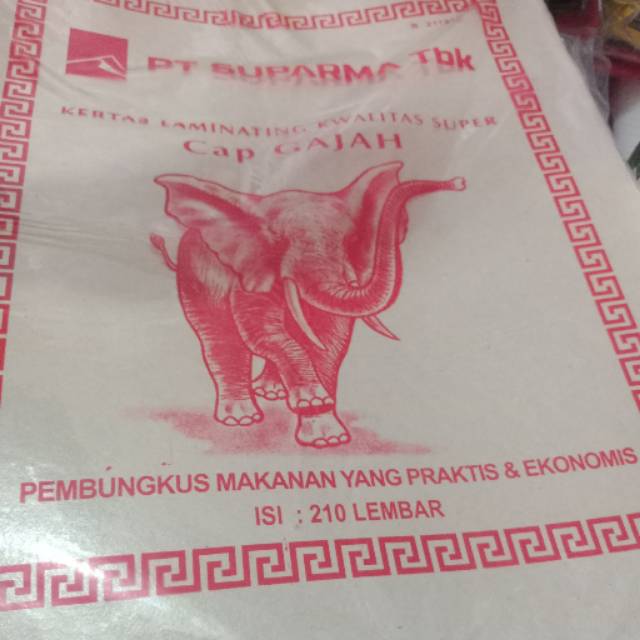 PT SUPARMA Tbk
KERTAS LAMINATING KWALITAS SUPER
Cap GAJAH
PEMBUNGKUS MAKANAN YANG PRAKTIS & EKONOMIS
ISI : 210 LEMBAR